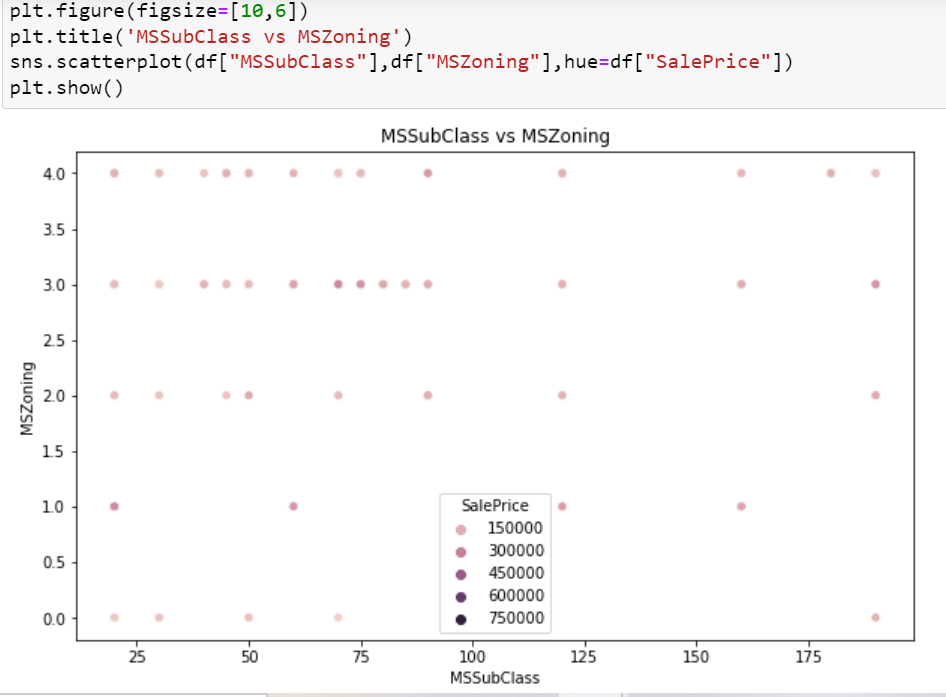 plt.figure(figsize=[10,6])
plt.title('MSSubClass vs MSZoning')
sns.scatterplot(df["MSSubClass"],df["MSZoning"],hue=df["SalePrice"])
plt.show()
MSSubClass vs MSZoning
4.0
3.5
3.0
2.5
2.0
1.5
1.0
0.5
0.0
MSZoning
SalePrice
150000
300000
450000
600000
750000
25 50 75 100 125 150 175
MSSubClass